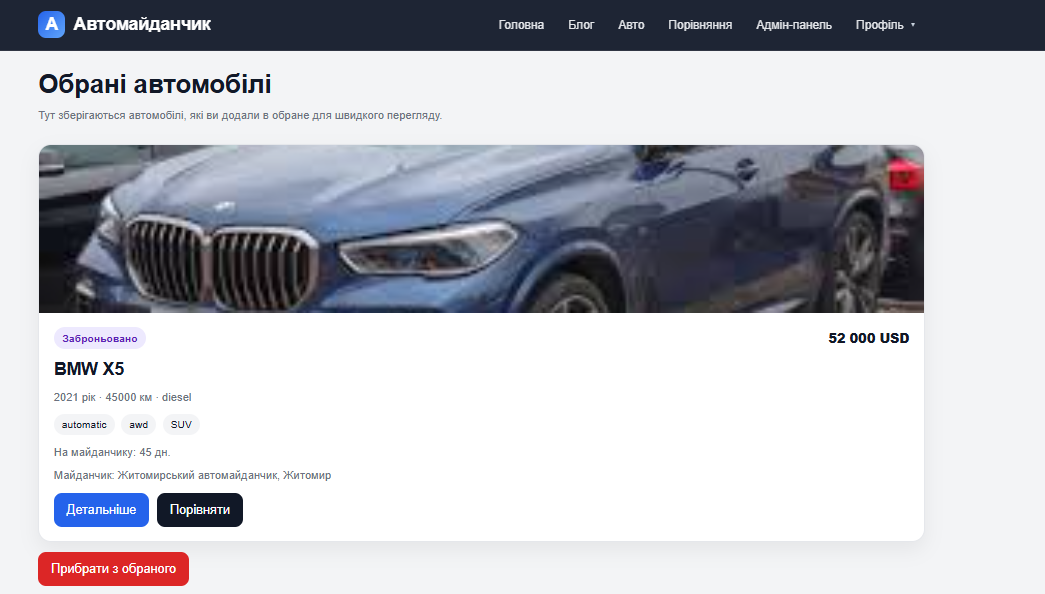 A Автомайданчик
Головна Блог Авто Порівняння Адмін-панель Профіль ▾
Обрані автомобілі
Тут зберігаються автомобілі, які ви додали в обране для швидкого перегляду.
Заброньовано 52 000 USD
BMW X5
2021 рік · 45000 км · diesel
automatic awd SUV
На майданчику: 45 дн.
Майданчик: Житомирський автомайданчик, Житомир
Детальніше Порівняти
Прибрати з обраного